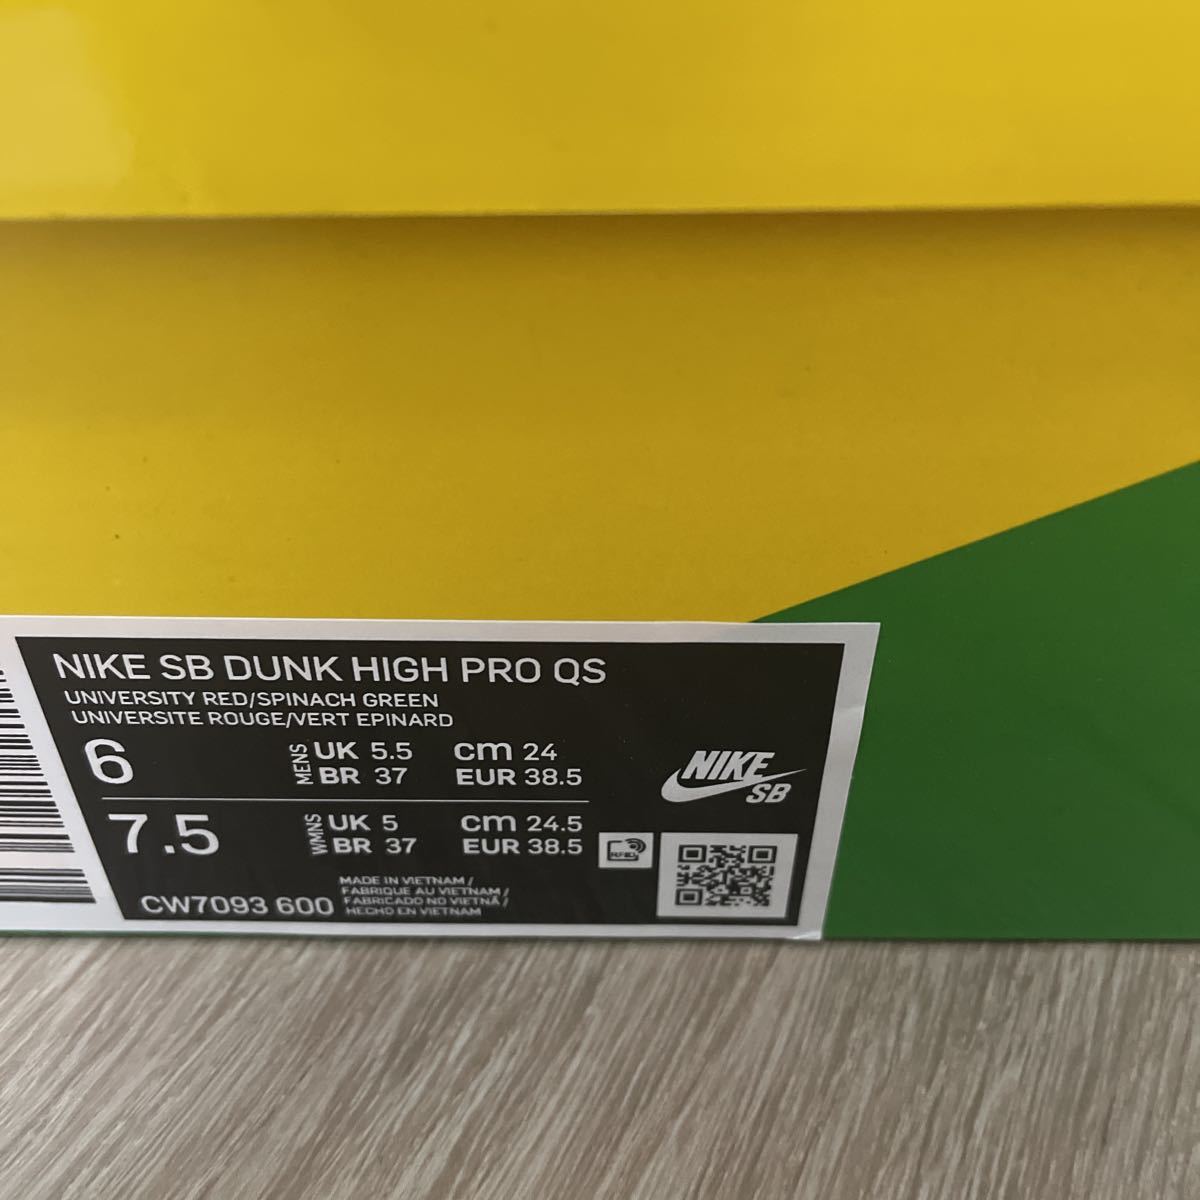 NIKE SB DUNK HIGH PRO QS
UNIVERSITY RED/SPINACH GREEN
UNIVERSITE ROUGE/VERT EPINARD
6 MENS UK 5.5 cm 24
BR 37 EUR 38.5
7.5 WMNS UK 5 cm 24.5
BR 37 EUR 38.5
NIKE
SB
RFID
CW7093 600
MADE IN VIETNAM /
FABRIQUE AU VIETNAM /
FABRICADO NO VIETNÃ /
HECHO EN VIETNAM